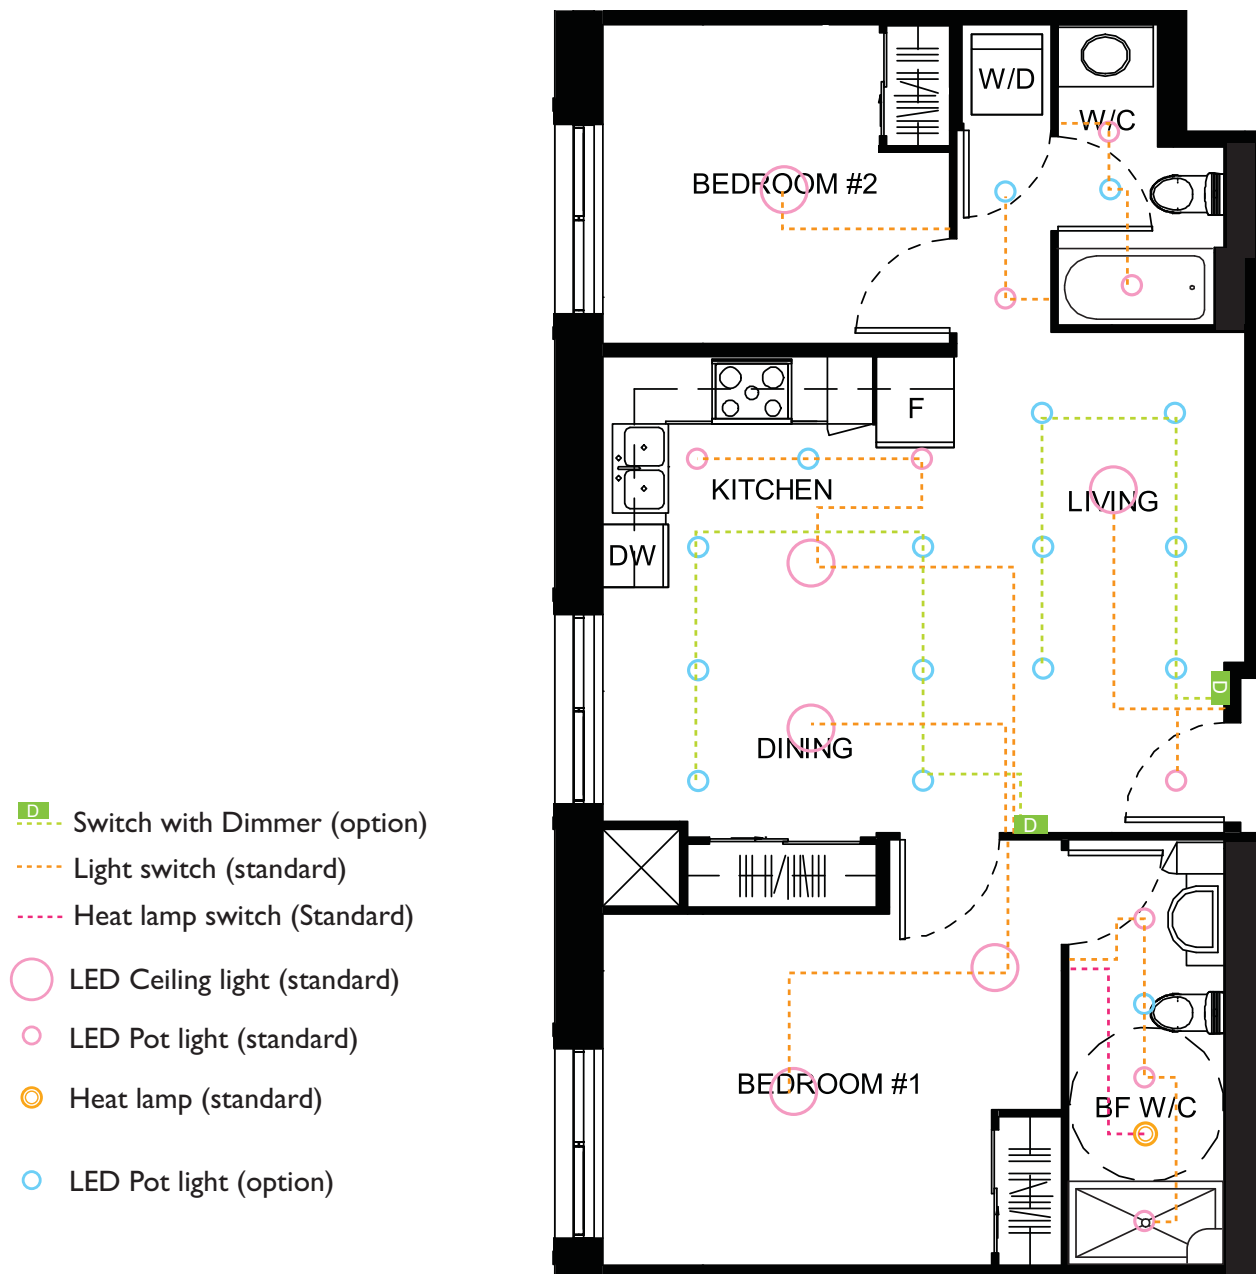 W/D
W/C
BEDROOM #2
F
KITCHEN
LIVING
DW
D
DINING
D
D
Switch with Dimmer (option)
Light switch (standard)
Heat lamp switch (Standard)
LED Ceiling light (standard)
LED Pot light (standard)
Heat lamp (standard)
LED Pot light (option)
BEDROOM #1
BF W/C